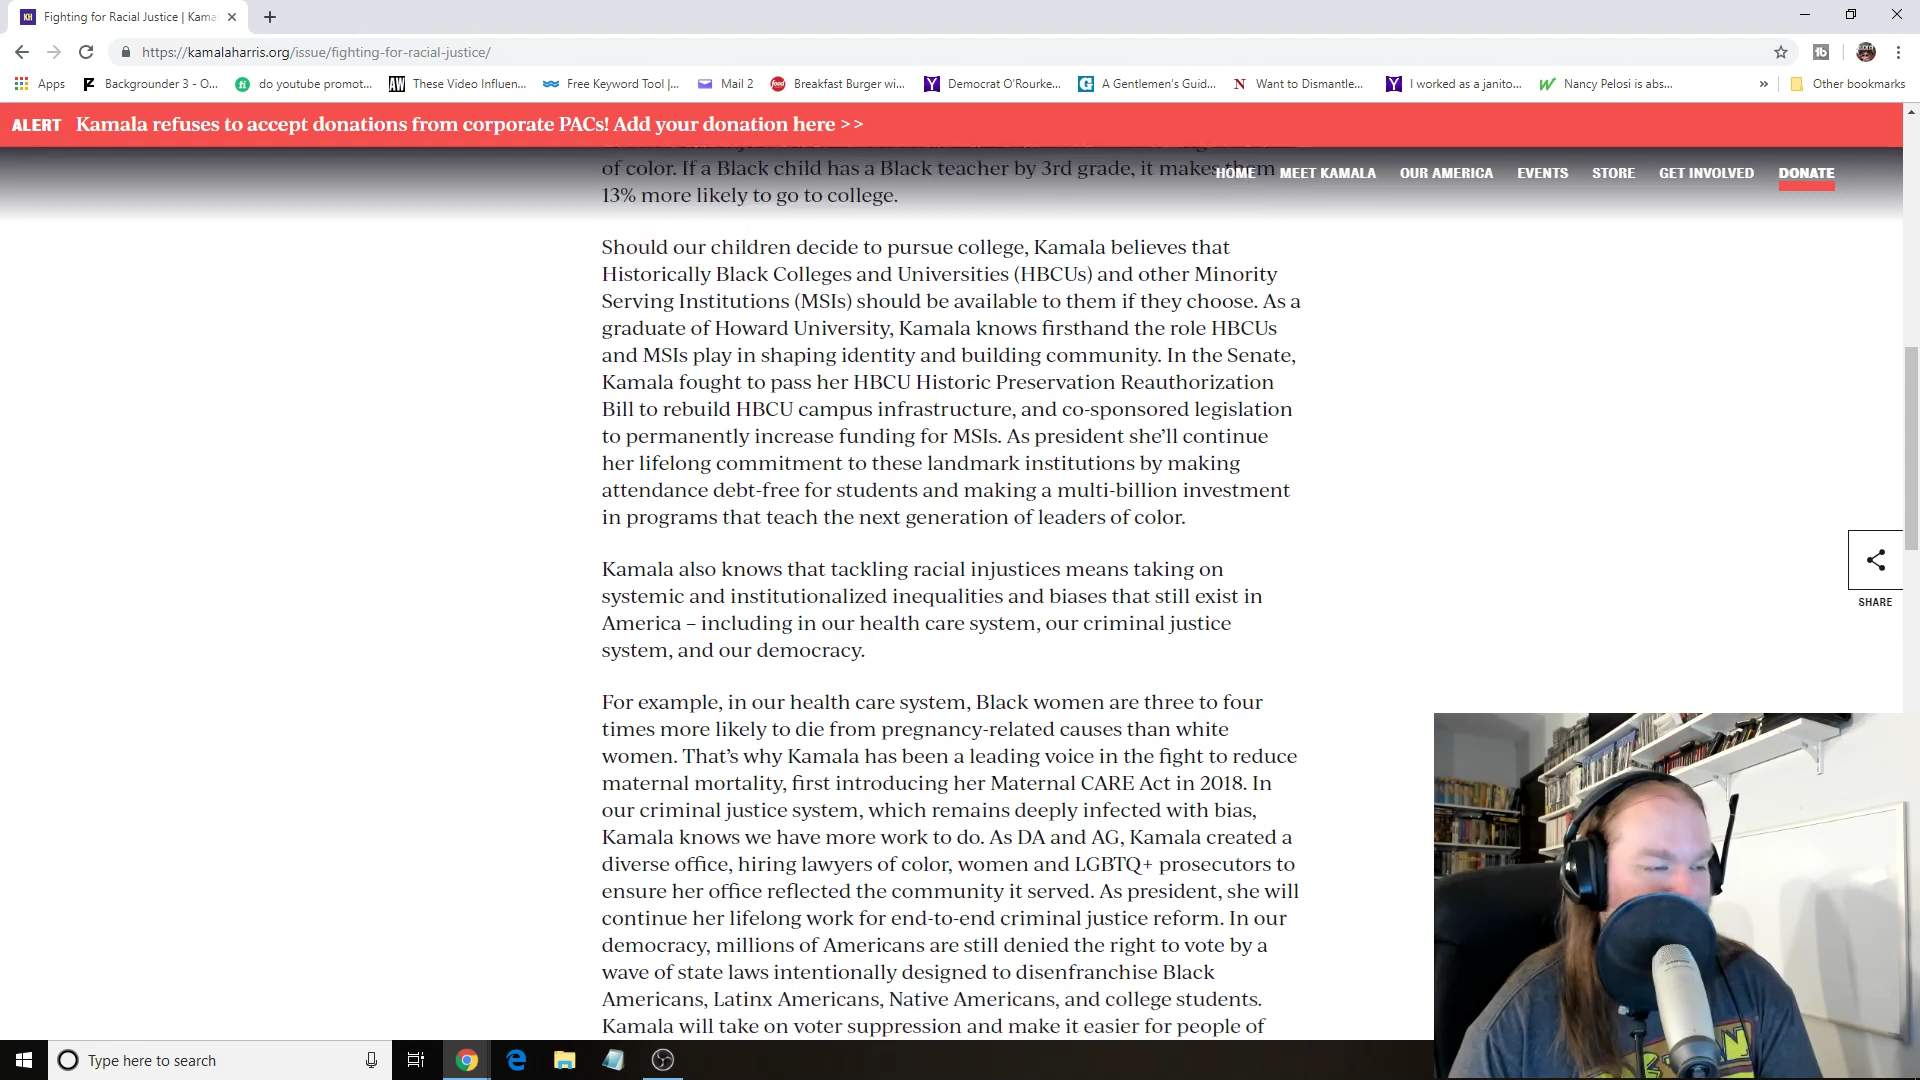 Fighting for Racial Justice | Kama
https://kamalaharris.org/issue/fighting-for-racial-justice/
Apps
Backgrounder 3 - O...
do youtube promot...
AW
These Video Influen...
Free Keyword Tool |...
Mail 2
Breakfast Burger wi...
Democrat O'Rourke...
A Gentlemen's Guid...
Want to Dismantle...
I worked as a janito...
Nancy Pelosi is abs...
»
Other bookmarks
ALERT Kamala refuses to accept donations from corporate PACs! Add your donation here >>
HOME MEET KAMALA OUR AMERICA EVENTS STORE GET INVOLVED DONATE
of color. If a Black child has a Black teacher by 3rd grade, it makes them
13% more likely to go to college.
Should our children decide to pursue college, Kamala believes that
Historically Black Colleges and Universities (HBCUs) and other Minority
Serving Institutions (MSIs) should be available to them if they choose. As a
graduate of Howard University, Kamala knows firsthand the role HBCUs
and MSIs play in shaping identity and building community. In the Senate,
Kamala fought to pass her HBCU Historic Preservation Reauthorization
Bill to rebuild HBCU campus infrastructure, and co-sponsored legislation
to permanently increase funding for MSIs. As president she’ll continue
her lifelong commitment to these landmark institutions by making
attendance debt-free for students and making a multi-billion investment
in programs that teach the next generation of leaders of color.
Kamala also knows that tackling racial injustices means taking on
systemic and institutionalized inequalities and biases that still exist in
America – including in our health care system, our criminal justice
system, and our democracy.
For example, in our health care system, Black women are three to four
times more likely to die from pregnancy-related causes than white
women. That’s why Kamala has been a leading voice in the fight to reduce
maternal mortality, first introducing her Maternal CARE Act in 2018. In
our criminal justice system, which remains deeply infected with bias,
Kamala knows we have more work to do. As DA and AG, Kamala created a
diverse office, hiring lawyers of color, women and LGBTQ+ prosecutors to
ensure her office reflected the community it served. As president, she will
continue her lifelong work for end-to-end criminal justice reform. In our
democracy, millions of Americans are still denied the right to vote by a
wave of state laws intentionally designed to disenfranchise Black
Americans, Latinx Americans, Native Americans, and college students.
Kamala will take on voter suppression and make it easier for people of
SHARE
Type here to search